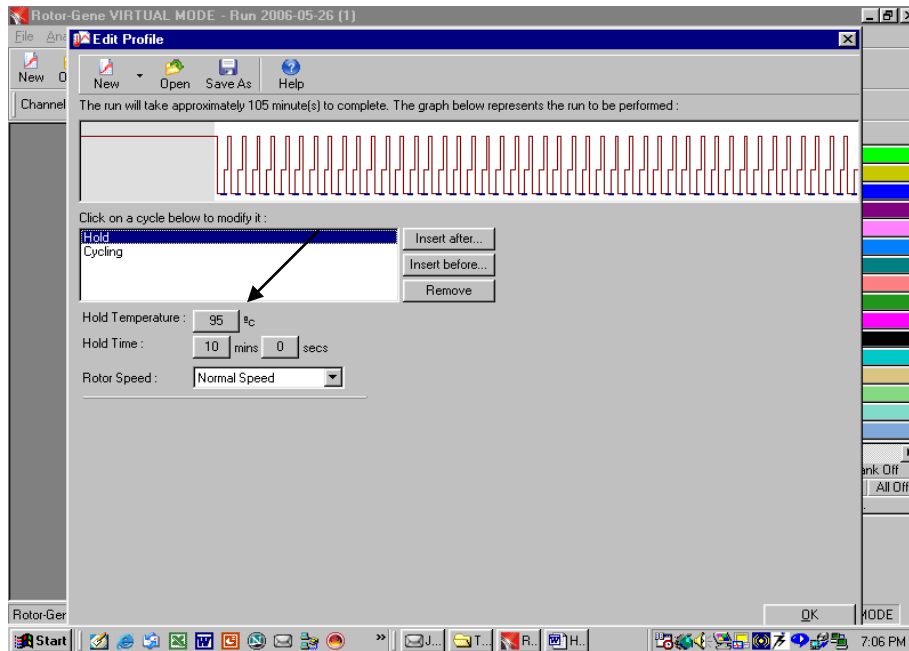 Rotor-Gene VIRTUAL MODE - Run 2006-05-26 (1)
File Ana
Edit Profile
New O
New Open Save As Help
Channel
The run will take approximately 105 minute(s) to complete. The graph below represents the run to be performed :
Click on a cycle below to modify it :
Hold
Cycling
Insert after...
Insert before...
Remove
Hold Temperature : 95 ºc
Hold Time : 10 mins 0 secs
Rotor Speed : Normal Speed
ank Off
All Off
Rotor-Ger
OK
MODE
Start
» J... T... R.. H..
7:06 PM